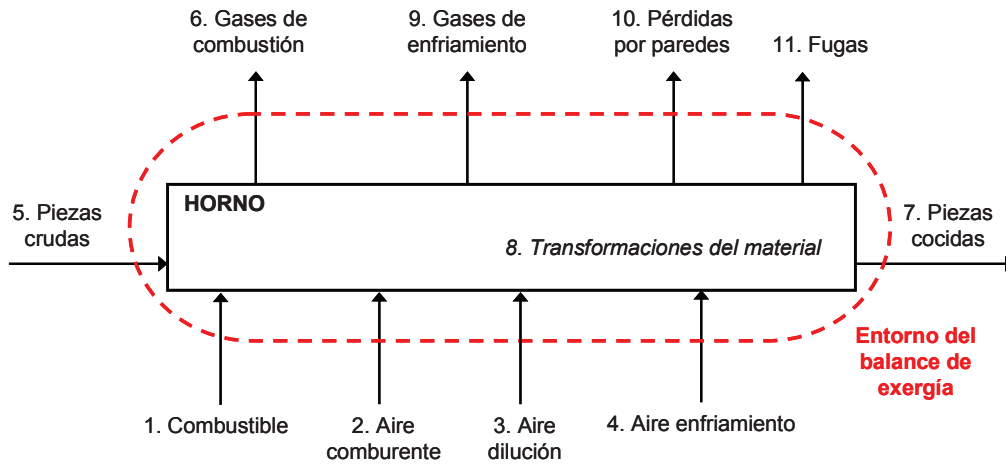 6. Gases de
combustión
9. Gases de
enfriamiento
10. Pérdidas
por paredes
11. Fugas
5. Piezas
crudas
HORNO
8. Transformaciones del material
7. Piezas
cocidas
Entorno del
balance de
exergía
1. Combustible
2. Aire
comburente
3. Aire
dilución
4. Aire enfriamiento